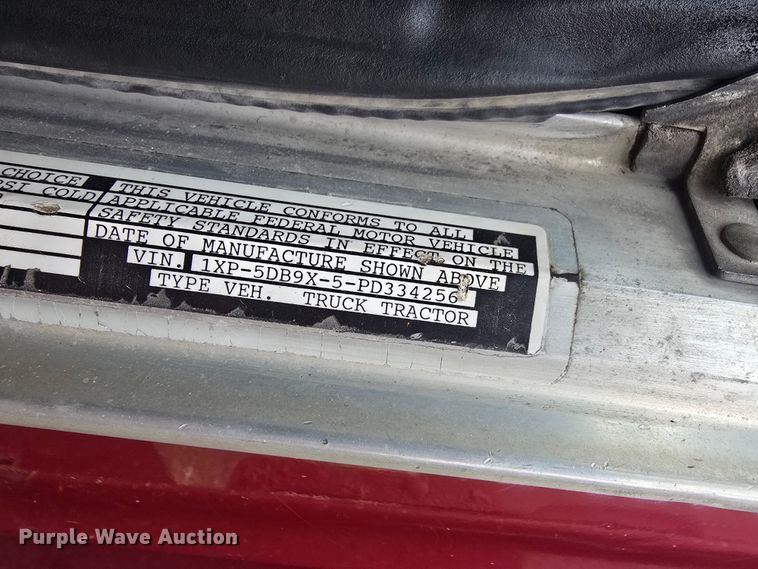 CHOICE
PSI COLD
THIS VEHICLE CONFORMS TO ALL
APPLICABLE FEDERAL MOTOR VEHICLE
SAFETY STANDARDS IN EFFECT ON THE
DATE OF MANUFACTURE SHOWN ABOVE
VIN. 1XP-5DB9X-5-PD334256
TYPE VEH. TRUCK TRACTOR
Purple Wave Auction